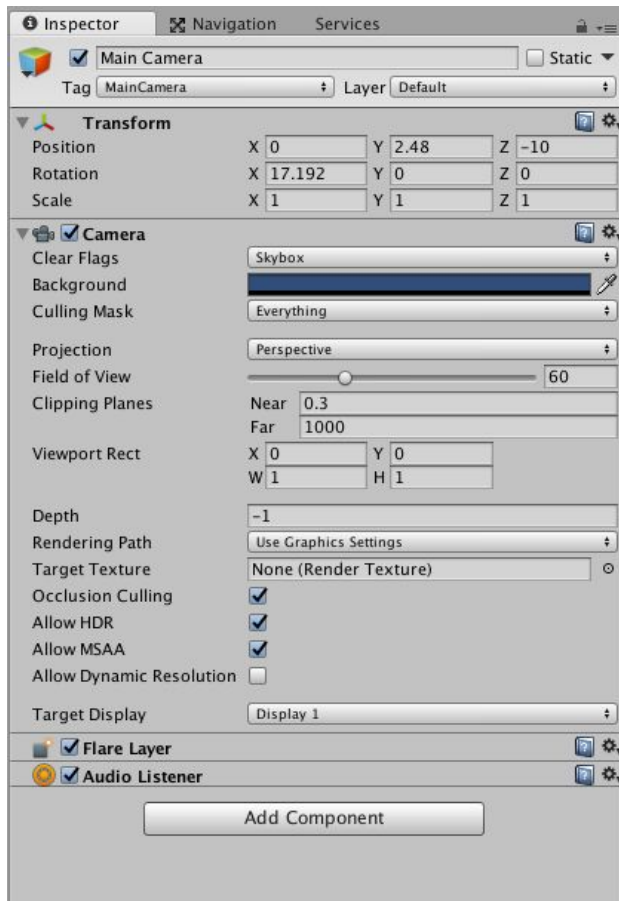 Inspector Navigation Services
Main Camera Static
Tag MainCamera Layer Default
Transform
Position X 0 Y 2.48 Z -10
Rotation X 17.192 Y 0 Z 0
Scale X 1 Y 1 Z 1
Camera
Clear Flags Skybox
Background
Culling Mask Everything
Projection Perspective
Field of View 60
Clipping Planes Near 0.3
Far 1000
Viewport Rect X 0 Y 0
W 1 H 1
Depth -1
Rendering Path Use Graphics Settings
Target Texture None (Render Texture)
Occlusion Culling
Allow HDR
Allow MSAA
Allow Dynamic Resolution
Target Display Display 1
Flare Layer
Audio Listener
Add Component